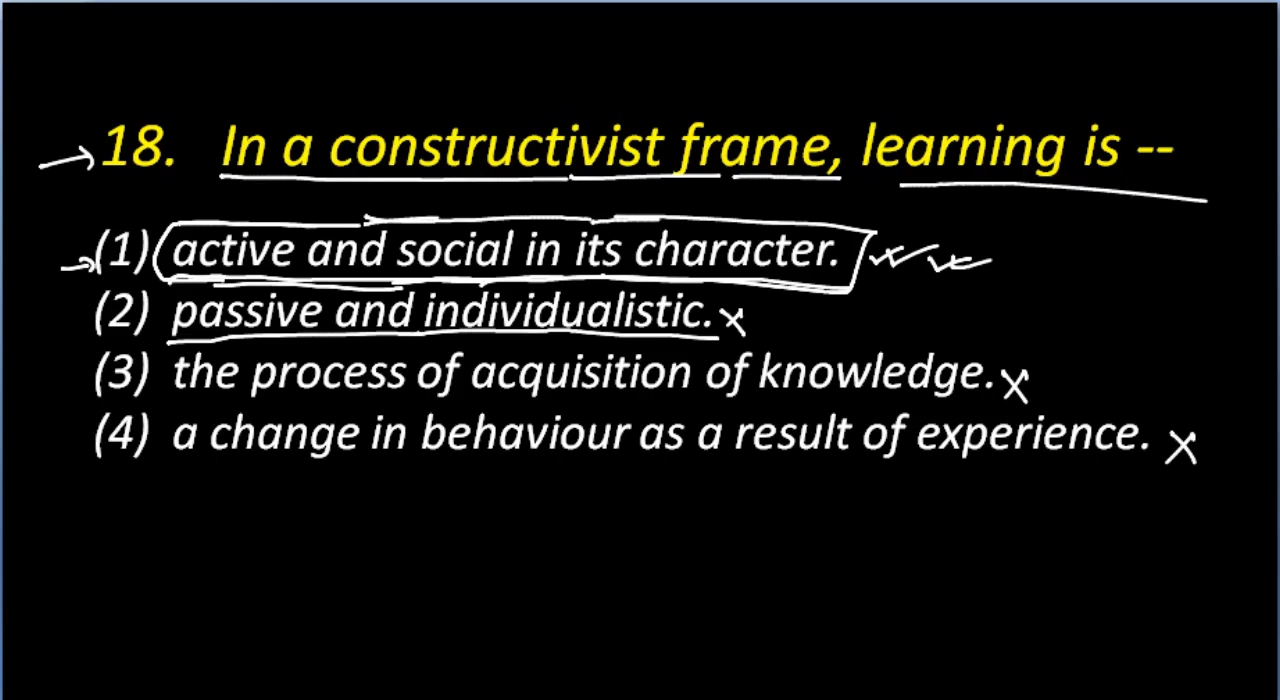 18. In a constructivist frame, learning is --
(1) active and social in its character.
(2) passive and individualistic.
(3) the process of acquisition of knowledge.
(4) a change in behaviour as a result of experience.